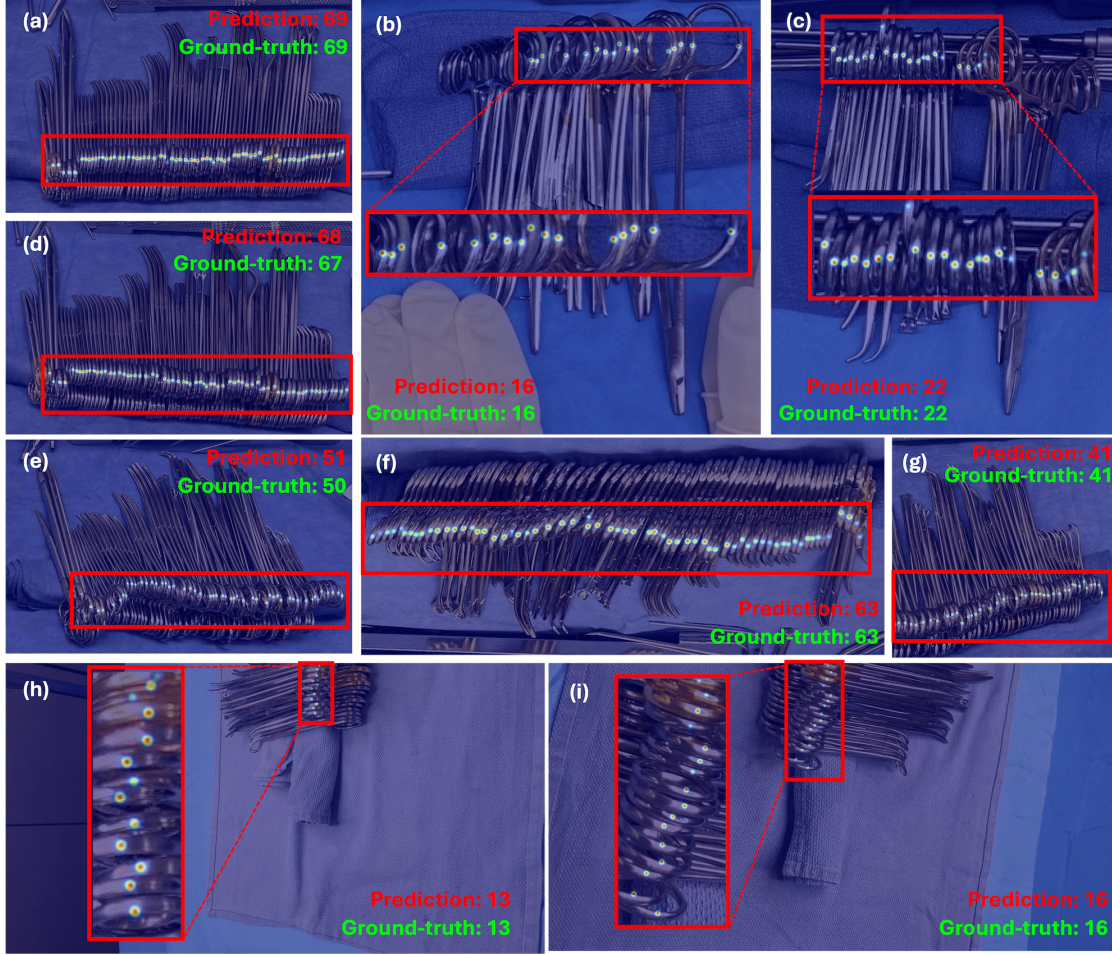 (a)
Prediction: 69
Ground-truth: 69
(b)
Prediction: 16
Ground-truth: 16
(c)
Prediction: 22
Ground-truth: 22
(d)
Prediction: 68
Ground-truth: 67
(e)
Prediction: 51
Ground-truth: 50
(f)
Prediction: 63
Ground-truth: 63
(g)
Prediction: 41
Ground-truth: 41
(h)
Prediction: 13
Ground-truth: 13
(i)
Prediction: 16
Ground-truth: 16